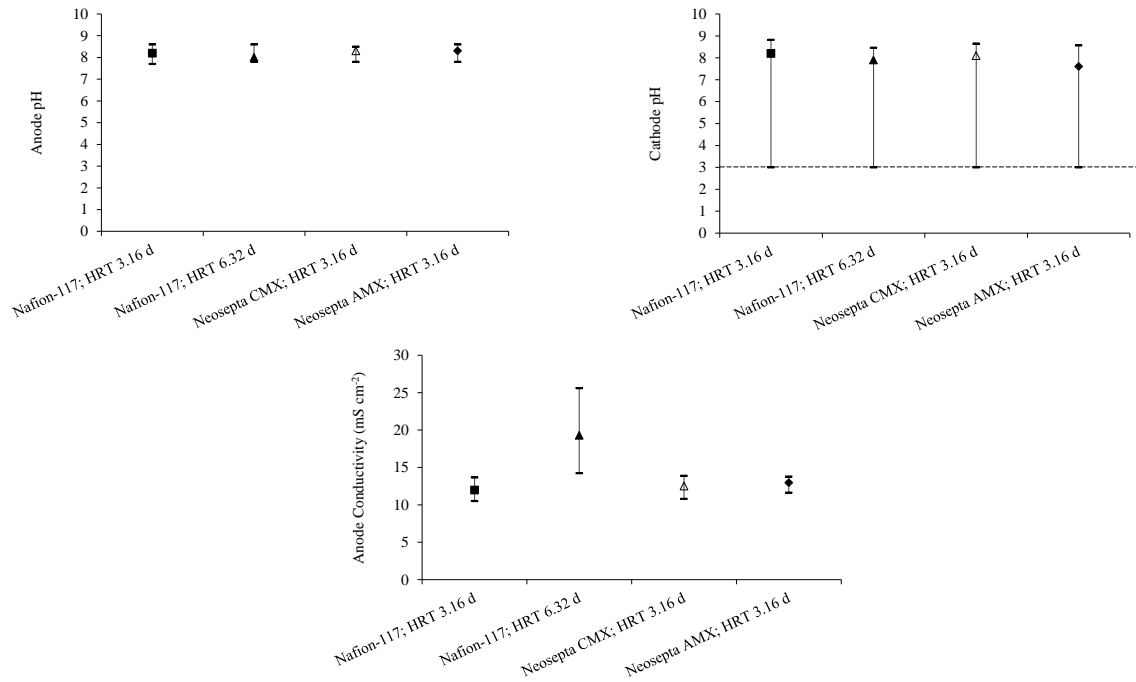 10
9
8
7
6
5
4
3
2
1
0
Anode pH
Nafion-117; HRT 3.16 d
Nafion-117; HRT 6.32 d
Neosepta CMX; HRT 3.16 d
Neosepta AMX; HRT 3.16 d
10
9
8
7
6
5
4
3
2
1
0
Cathode pH
Nafion-117; HRT 3.16 d
Nafion-117; HRT 6.32 d
Neosepta CMX; HRT 3.16 d
Neosepta AMX; HRT 3.16 d
30
25
20
15
10
5
0
Anode Conductivity (mS cm⁻²)
Nafion-117; HRT 3.16 d
Nafion-117; HRT 6.32 d
Neosepta CMX; HRT 3.16 d
Neosepta AMX; HRT 3.16 d